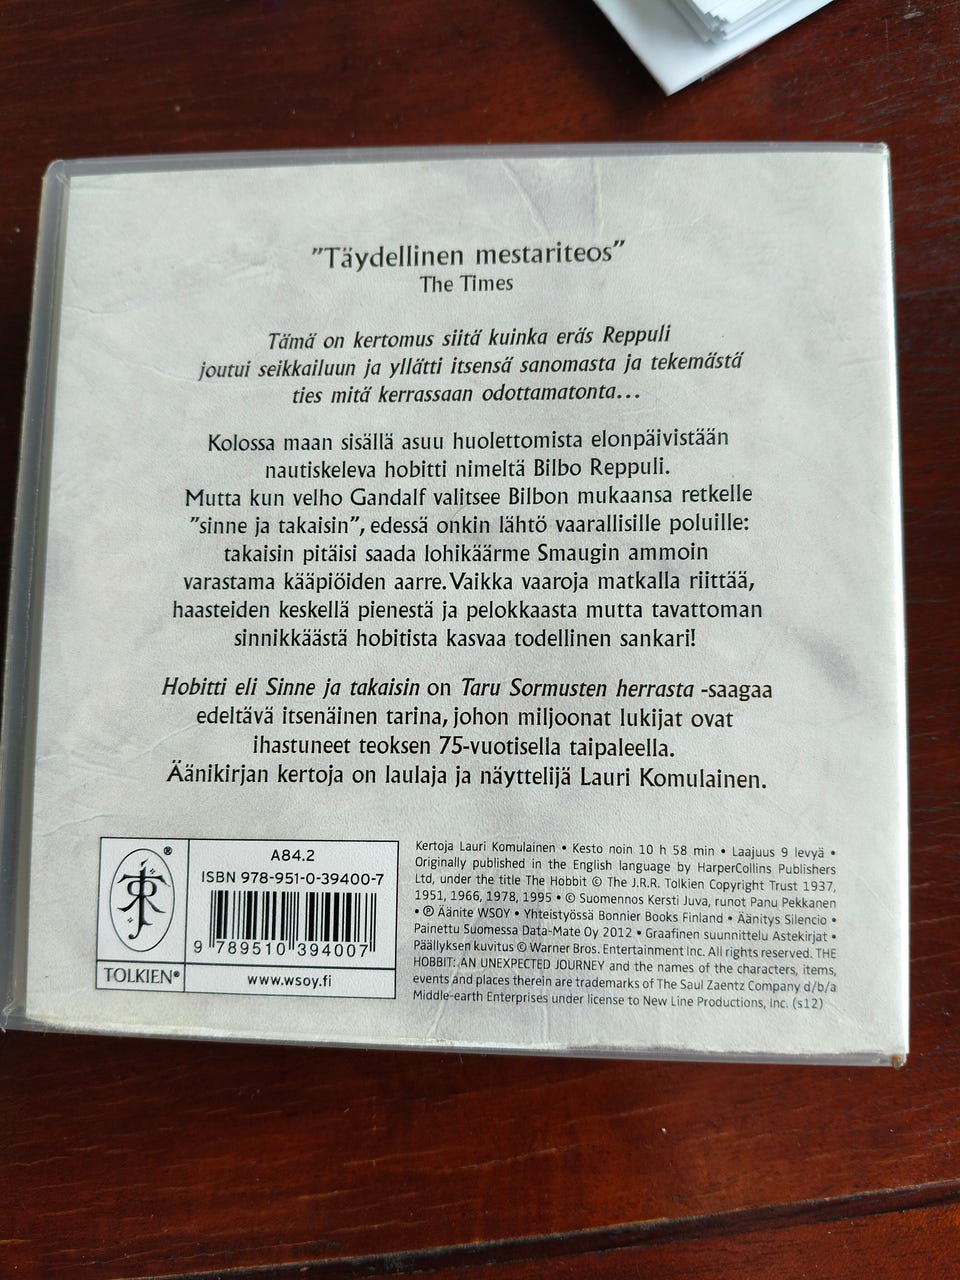 ”Täydellinen mestariteos”
The Times
Tämä on kertomus siitä kuinka eräs Reppuli
joutui seikkailuun ja yllätti itsensä sanomasta ja tekemästä
ties mitä kerrassaan odottamatonta...
Kolossa maan sisällä asuu huolettomista elonpäivistään
nautiskeleva hobitti nimeltä Bilbo Reppuli.
Mutta kun velho Gandalf valitsee Bilbon mukaansa retkelle
”sinne ja takaisin”, edessä onkin lähtö vaarallisille poluille:
takaisin pitäisi saada lohikäärme Smaugin ammoin
varastama kääpiöiden aarre. Vaikka vaaroja matkalla riittää,
haasteiden keskellä pienestä ja pelokkaasta mutta tavattoman
sinnikkäästä hobitista kasvaa todellinen sankari!
Hobitti eli Sinne ja takaisin on Taru Sormusten herrasta -saagaa
edeltävä itsenäinen tarina, johon miljoonat lukijat ovat
ihastuneet teoksen 75-vuotisella taipaleella.
Äänikirjan kertoja on laulaja ja näyttelijä Lauri Komulainen.
®
TOLKIEN®
A84.2
ISBN 978-951-0-39400-7
9 789510 394007
www.wsoy.fi
Kertoja Lauri Komulainen • Kesto noin 10 h 58 min • Laajuus 9 levyä •
Originally published in the English language by HarperCollins Publishers
Ltd, under the title The Hobbit © The J.R.R. Tolkien Copyright Trust 1937,
1951, 1966, 1978, 1995 • © Suomennos Kersti Juva, runot Panu Pekkanen
• ℗ Äänite WSOY • Yhteistyössä Bonnier Books Finland • Äänitys Silencio •
Painettu Suomessa Data-Mate Oy 2012 • Graafinen suunnittelu Astekirjat •
Päällyksen kuvitus © Warner Bros. Entertainment Inc. All rights reserved. THE
HOBBIT: AN UNEXPECTED JOURNEY and the names of the characters, items,
events and places therein are trademarks of The Saul Zaentz Company d/b/a
Middle-earth Enterprises under license to New Line Productions, Inc. (s12)